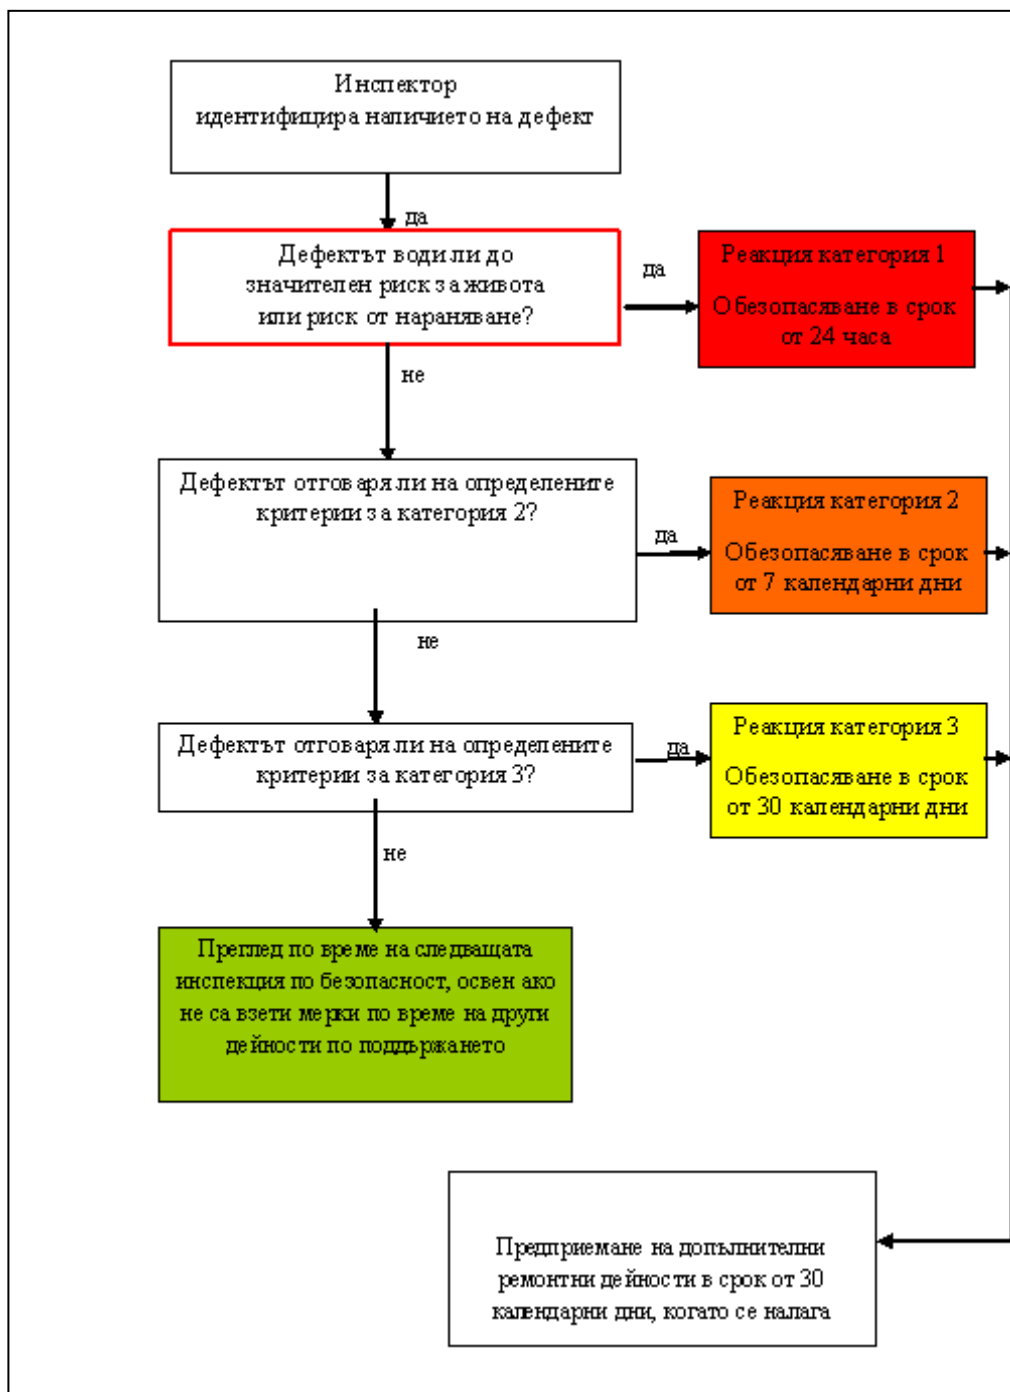 Инспектор
идентифицира наличието на дефект
да
Дефектът води ли до
значителен риск за живота
или риск от нараняване?
да
Реакция категория 1
Обезопасяване в срок
от 24 часа
не
Дефектът отговаря ли на определените
критерии за категория 2?
да
Реакция категория 2
Обезопасяване в срок
от 7 календарни дни
не
Дефектът отговаря ли на определените
критерии за категория 3?
да
Реакция категория 3
Обезопасяване в срок
от 30 календарни дни
не
Преглед по време на следващата
инспекция по безопасност, освен ако
не са взети мерки по време на други
дейности по поддържането
Предприемане на допълнителни
ремонтни дейности в срок от 30
календарни дни, когато се налага